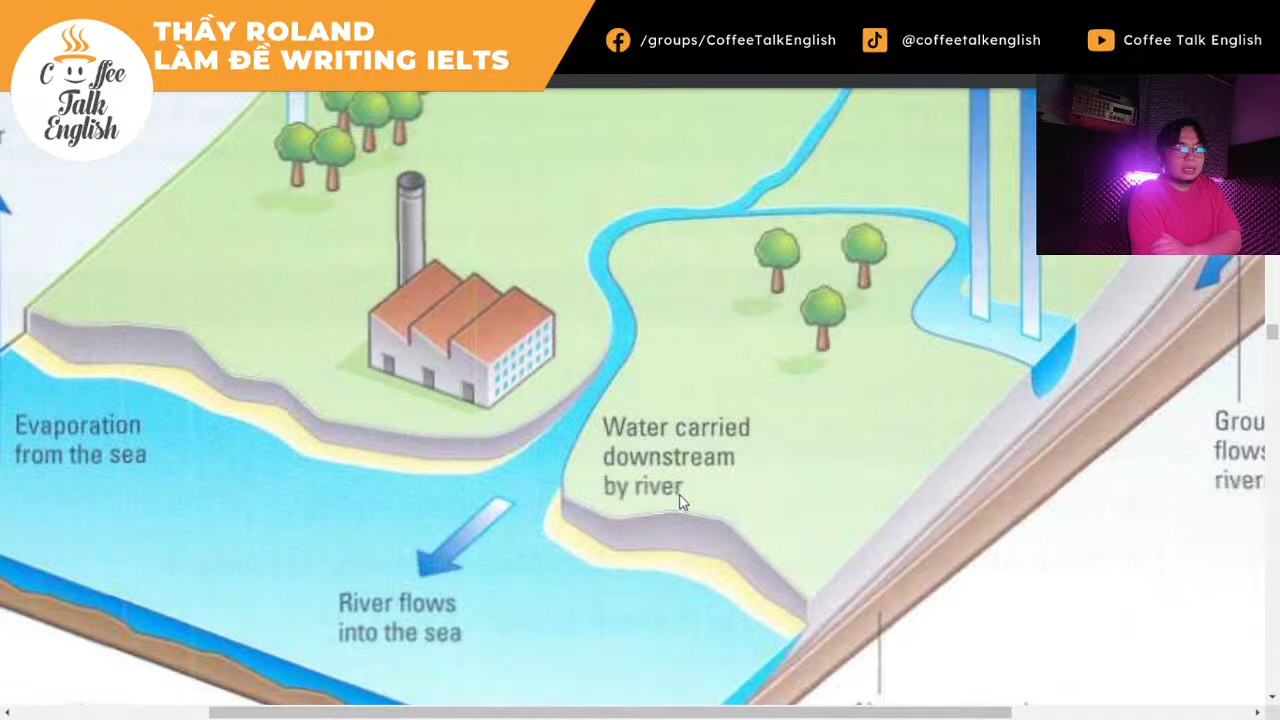 THẦY ROLAND
LÀM ĐỀ WRITING IELTS
/groups/CoffeeTalkEnglish
@coffeetalkenglish
Coffee Talk English
Coffee
Talk
English
Evaporation
from the sea
Water carried
downstream
by river
River flows
into the sea
Grou
flows
river